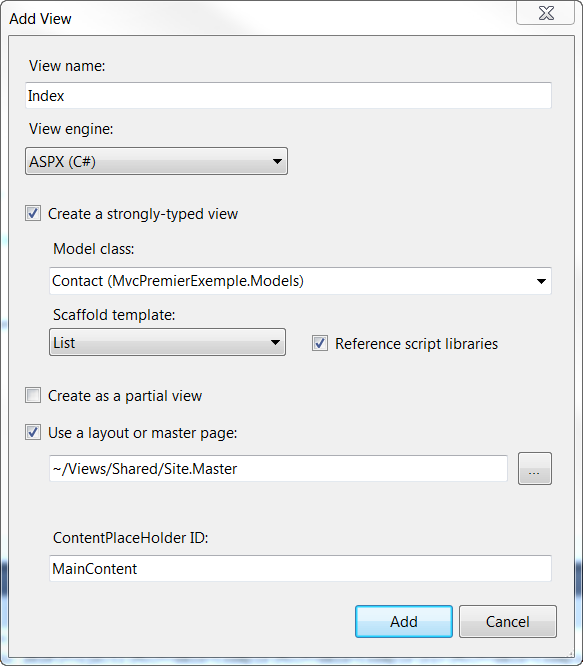 Add View
View name:
Index
View engine:
ASPX (C#)
Create a strongly-typed view
Model class:
Contact (MvcPremierExemple.Models)
Scaffold template:
List
Reference script libraries
Create as a partial view
Use a layout or master page:
~/Views/Shared/Site.Master
...
ContentPlaceHolder ID:
MainContent
Add Cancel